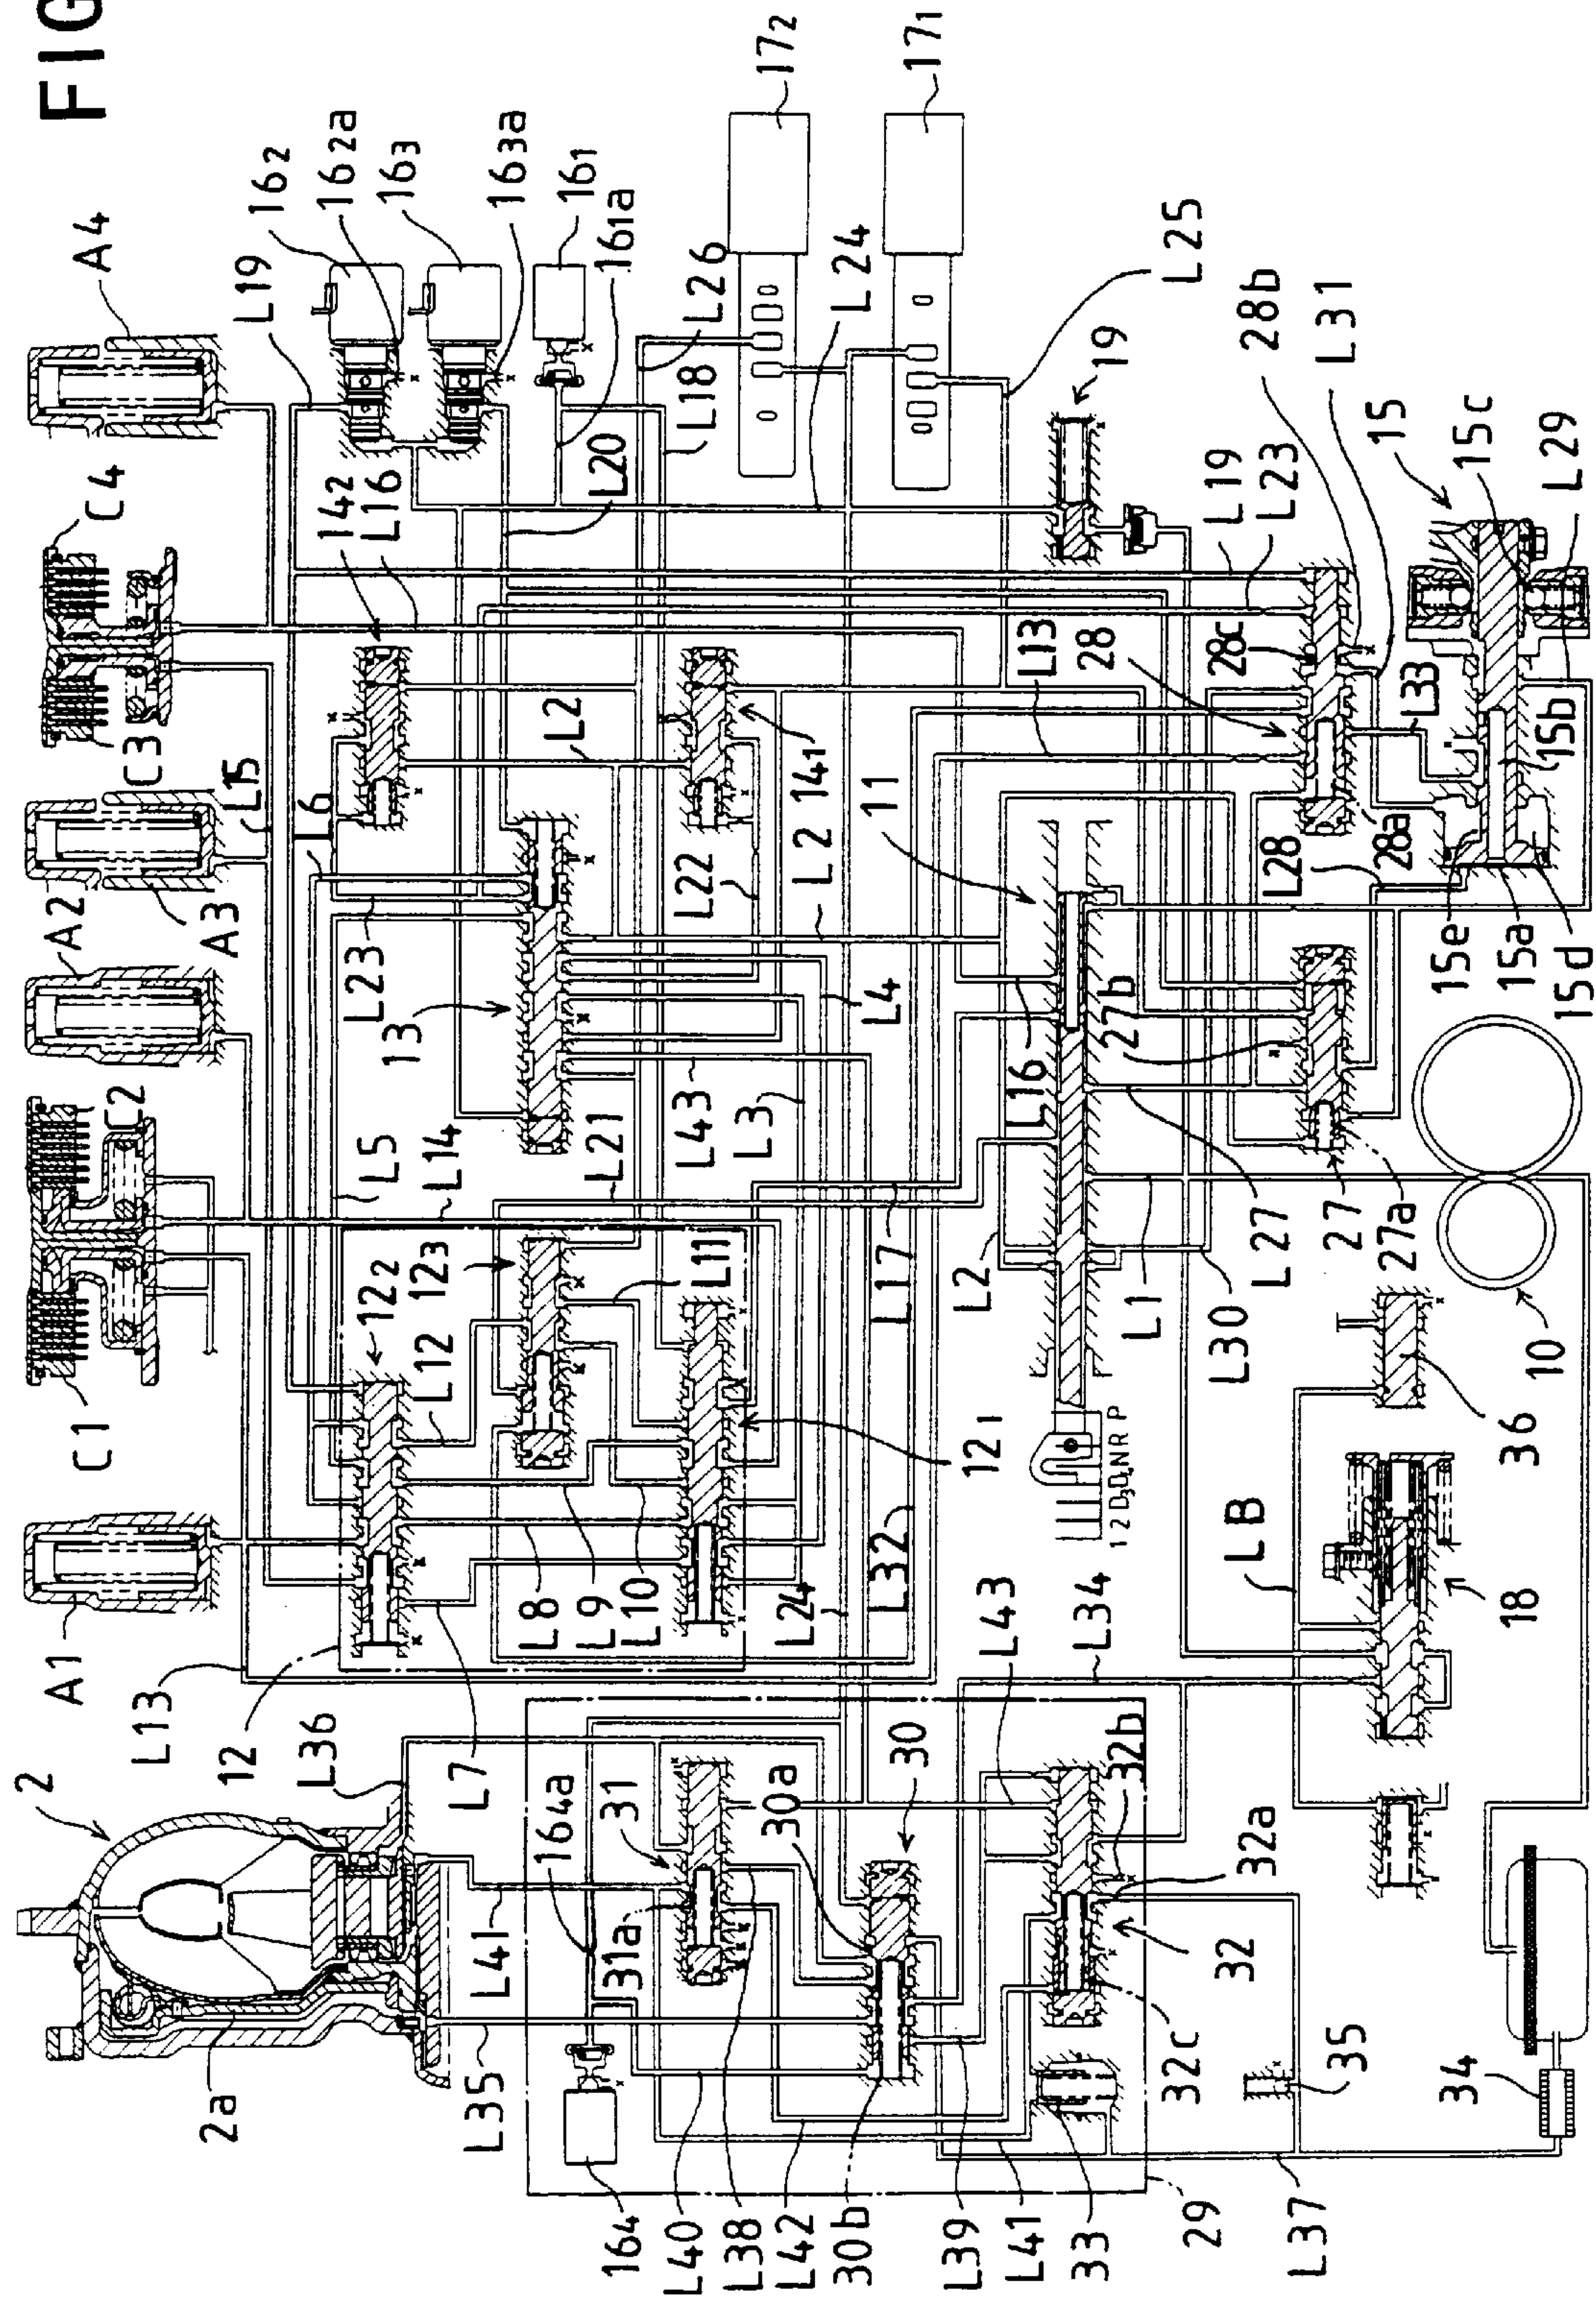 FIG
17₂
17₁
16₂
16₂a
16₃
16₃a
16₁
16₁a
L19
A4
L26
L24
L25
L18
L20
19
28b
L31
C4
14₂
L16
15
15c
L29
L19
L23
C3
L13
28
28c
L33
15b
L2
14₁
11
L15
L6
A3
L22
L2
L28
28a
15e
15a
15d
A2
L23
13
L4
L16
27b
C2
L5
L14
L21
L43
L3
L17
L2
L1
L27
27
27a
L30
10
12₃
12₂
L11
L12
C1
12₁
1 2 D₃ D₄ N R P
36
A1
L8
L9
L10
L24
L32
LB
18
L13
12
L36
L7
L43
L34
2
16₄a
31
30a
30
32b
32a
31a
L41
32
2a
L35
32c
35
34
16₄
L40
L38
L42
30b
L39
L41
33
29
L37